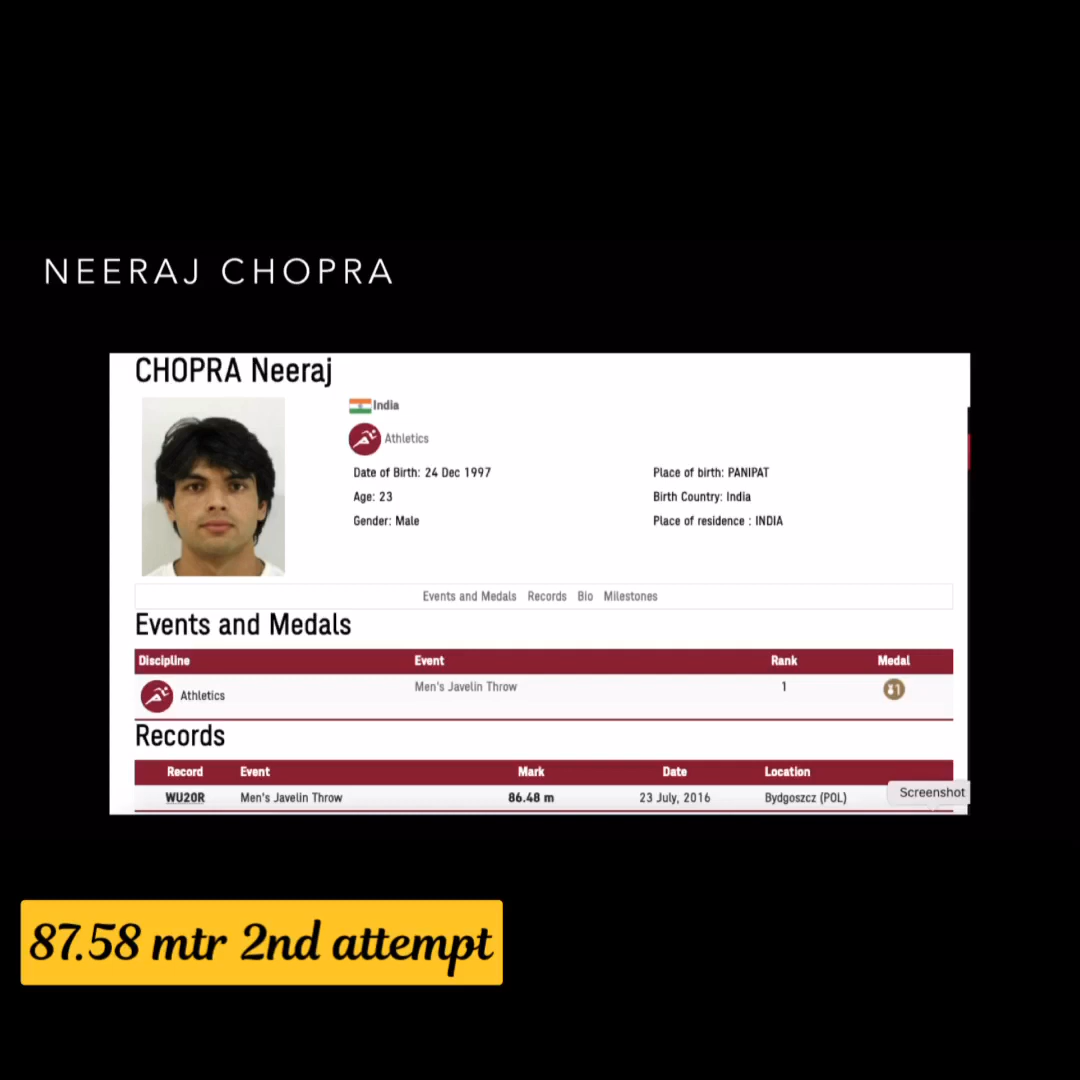 NEERAJ CHOPRA
CHOPRA Neeraj
India
Athletics
Date of Birth: 24 Dec 1997
Place of birth: PANIPAT
Age: 23
Birth Country: India
Gender: Male
Place of residence : INDIA
Events and Medals Records Bio Milestones
Events and Medals
Discipline Event Rank Medal
Athletics Men's Javelin Throw 1 1
Records
Record Event Mark Date Location
WU20R Men's Javelin Throw 86.48 m 23 July, 2016 Bydgoszcz (POL)
Screenshot
87.58 mtr 2nd attempt